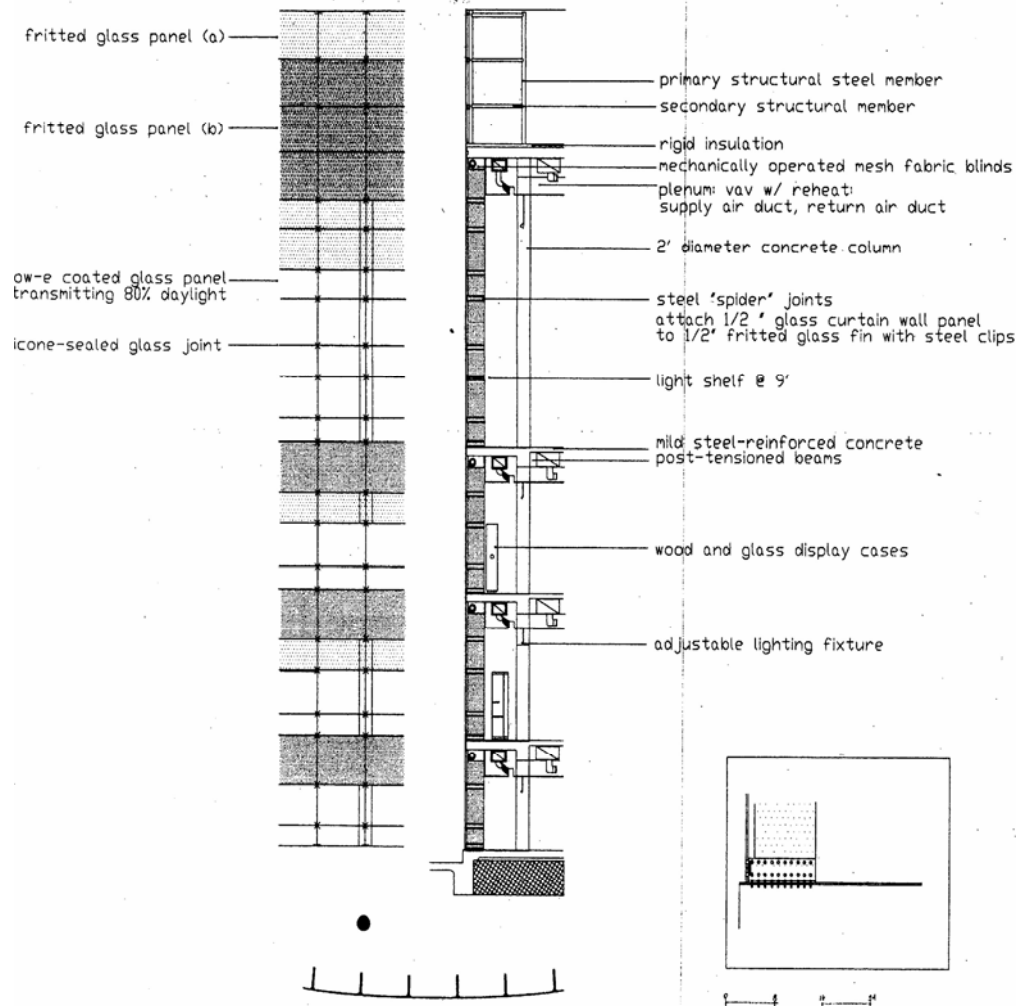 fritted glass panel (a)
fritted glass panel (b)
ow-e coated glass panel
transmitting 80% daylight
icone-sealed glass joint
primary structural steel member
secondary structural member
rigid insulation
mechanically operated mesh fabric blinds
plenum: vav w/ reheat:
supply air duct, return air duct
2' diameter concrete column
steel "spider" joints
attach 1/2 " glass curtain wall panel
to 1/2" fritted glass fin with steel clips
light shelf @ 9'
mild steel-reinforced concrete
post-tensioned beams
wood and glass display cases
adjustable lighting fixture